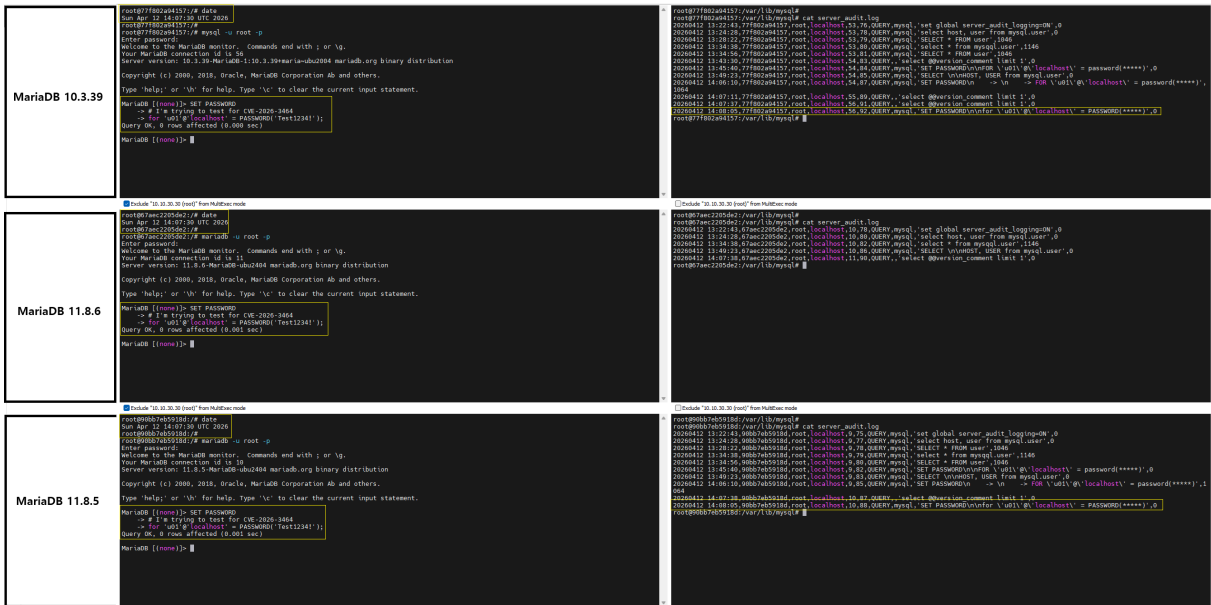 MariaDB 10.3.39
root@77f802a94157:/# date
Sun Apr 12 14:07:30 UTC 2026
root@77f802a94157:/#
root@77f802a94157:/# mysql -u root -p
Enter password:
Welcome to the MariaDB monitor.  Commands end with ; or \g.
Your MariaDB connection id is 56
Server version: 10.3.39-MariaDB-1:10.3.39+maria~ubu2004 mariadb.org binary distribution
Copyright (c) 2000, 2018, Oracle, MariaDB Corporation Ab and others.
Type 'help;' or '\h' for help. Type '\c' to clear the current input statement.
MariaDB [(none)]> SET PASSWORD
-> # I'm trying to test for CVE-2026-3464
-> for 'u01'@'localhost' = PASSWORD('Test1234!');
Query OK, 0 rows affected (0.000 sec)
MariaDB [(none)]>
root@77f802a94157:/var/lib/mysql#
root@77f802a94157:/var/lib/mysql# cat server_audit.log
20260412 13:22:43,77f802a94157,root,localhost,53,76,QUERY,mysql,'set global server_audit_logging=ON',0
20260412 13:24:28,77f802a94157,root,localhost,53,78,QUERY,mysql,'select host, user from mysql.user',0
20260412 13:28:22,77f802a94157,root,localhost,53,79,QUERY,mysql,'SELECT * FROM user',1046
20260412 13:34:38,77f802a94157,root,localhost,53,80,QUERY,mysql,'select * from mysqql.user',1146
20260412 13:34:56,77f802a94157,root,localhost,53,81,QUERY,mysql,'SELECT * FROM user',1046
20260412 13:43:30,77f802a94157,root,localhost,54,83,QUERY,,'select @@version_comment limit 1',0
20260412 13:45:40,77f802a94157,root,localhost,54,84,QUERY,mysql,'SET PASSWORD\n\nFOR \'u01\'@\'localhost\' = password(*****)',0
20260412 13:49:23,77f802a94157,root,localhost,54,85,QUERY,mysql,'SELECT \n\nHOST, USER from mysql.user',0
20260412 14:06:10,77f802a94157,root,localhost,54,87,QUERY,mysql,'SET PASSWORD\n    -> \n    -> FOR \'u01\'@\'localhost\' = password(*****)',
1064
20260412 14:07:11,77f802a94157,root,localhost,55,89,QUERY,,'select @@version_comment limit 1',0
20260412 14:07:37,77f802a94157,root,localhost,56,91,QUERY,,'select @@version_comment limit 1',0
20260412 14:08:05,77f802a94157,root,localhost,56,92,QUERY,mysql,'SET PASSWORD\n\nfor \'u01\'@\'localhost\' = PASSWORD(*****)',0
root@77f802a94157:/var/lib/mysql#
Exclude "10.10.30.30 (root)" from MultiExec mode
Exclude "10.10.30.30 (root)" from MultiExec mode
MariaDB 11.8.6
root@67aec2205de2:/# date
Sun Apr 12 14:07:30 UTC 2026
root@67aec2205de2:/#
root@67aec2205de2:/# mariadb -u root -p
Enter password:
Welcome to the MariaDB monitor.  Commands end with ; or \g.
Your MariaDB connection id is 11
Server version: 11.8.6-MariaDB-ubu2404 mariadb.org binary distribution
Copyright (c) 2000, 2018, Oracle, MariaDB Corporation Ab and others.
Type 'help;' or '\h' for help. Type '\c' to clear the current input statement.
MariaDB [(none)]> SET PASSWORD
-> # I'm trying to test for CVE-2026-3464
-> for 'u01'@'localhost' = PASSWORD('Test1234!');
Query OK, 0 rows affected (0.001 sec)
MariaDB [(none)]>
root@67aec2205de2:/var/lib/mysql#
root@67aec2205de2:/var/lib/mysql# cat server_audit.log
20260412 13:22:43,67aec2205de2,root,localhost,10,78,QUERY,mysql,'set global server_audit_logging=ON',0
20260412 13:24:28,67aec2205de2,root,localhost,10,80,QUERY,mysql,'select host, user from mysql.user',0
20260412 13:34:38,67aec2205de2,root,localhost,10,82,QUERY,mysql,'select * from mysqql.user',1146
20260412 13:49:23,67aec2205de2,root,localhost,10,86,QUERY,mysql,'SELECT \n\nHOST, USER from mysql.user',0
20260412 14:07:38,67aec2205de2,root,localhost,11,90,QUERY,,'select @@version_comment limit 1',0
root@67aec2205de2:/var/lib/mysql#
Exclude "10.10.30.30 (root)" from MultiExec mode
Exclude "10.10.30.30 (root)" from MultiExec mode
MariaDB 11.8.5
root@90bb7eb5918d:/# date
Sun Apr 12 14:07:30 UTC 2026
root@90bb7eb5918d:/#
root@90bb7eb5918d:/# mariadb -u root -p
Enter password:
Welcome to the MariaDB monitor.  Commands end with ; or \g.
Your MariaDB connection id is 10
Server version: 11.8.5-MariaDB-ubu2404 mariadb.org binary distribution
Copyright (c) 2000, 2018, Oracle, MariaDB Corporation Ab and others.
Type 'help;' or '\h' for help. Type '\c' to clear the current input statement.
MariaDB [(none)]> SET PASSWORD
-> # I'm trying to test for CVE-2026-3464
-> for 'u01'@'localhost' = PASSWORD('Test1234!');
Query OK, 0 rows affected (0.001 sec)
MariaDB [(none)]>
root@90bb7eb5918d:/var/lib/mysql#
root@90bb7eb5918d:/var/lib/mysql# cat server_audit.log
20260412 13:22:43,90bb7eb5918d,root,localhost,9,75,QUERY,mysql,'set global server_audit_logging=ON',0
20260412 13:24:28,90bb7eb5918d,root,localhost,9,77,QUERY,mysql,'select host, user from mysql.user',0
20260412 13:28:22,90bb7eb5918d,root,localhost,9,78,QUERY,mysql,'SELECT * FROM user',1046
20260412 13:34:38,90bb7eb5918d,root,localhost,9,79,QUERY,mysql,'select * from mysqql.user',1146
20260412 13:34:56,90bb7eb5918d,root,localhost,9,80,QUERY,mysql,'SELECT * FROM user',1046
20260412 13:45:40,90bb7eb5918d,root,localhost,9,82,QUERY,mysql,'SET PASSWORD\n\nFOR \'u01\'@\'localhost\' = password(*****)',0
20260412 13:49:23,90bb7eb5918d,root,localhost,9,83,QUERY,mysql,'SELECT \n\nHOST, USER from mysql.user',0
20260412 14:06:10,90bb7eb5918d,root,localhost,9,85,QUERY,mysql,'SET PASSWORD\n    -> \n    -> FOR \'u01\'@\'localhost\' = password(*****)',1
064
20260412 14:07:38,90bb7eb5918d,root,localhost,10,87,QUERY,,'select @@version_comment limit 1',0
20260412 14:08:05,90bb7eb5918d,root,localhost,10,88,QUERY,mysql,'SET PASSWORD\n\nfor \'u01\'@\'localhost\' = PASSWORD(*****)',0
root@90bb7eb5918d:/var/lib/mysql#